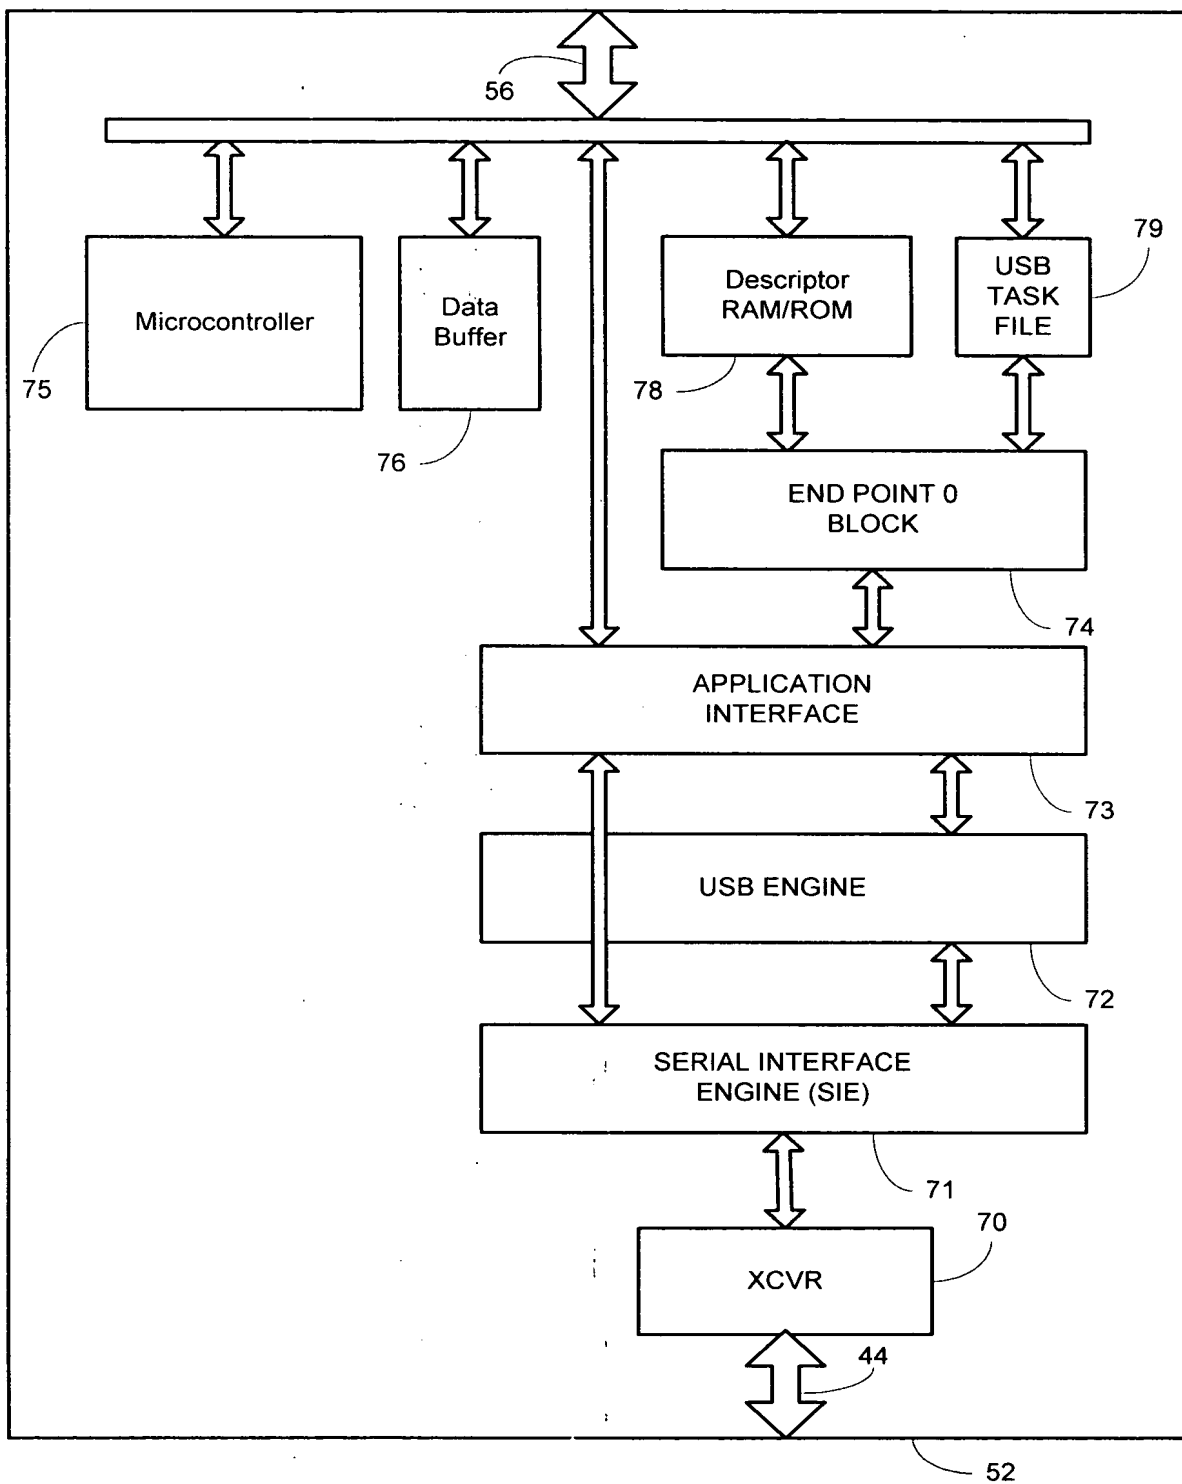 56
Microcontroller
75
Data
Buffer
76
Descriptor
RAM/ROM
78
USB
TASK
FILE
79
END POINT 0
BLOCK
74
APPLICATION
INTERFACE
73
USB ENGINE
72
SERIAL INTERFACE
ENGINE (SIE)
71
70
XCVR
44
52